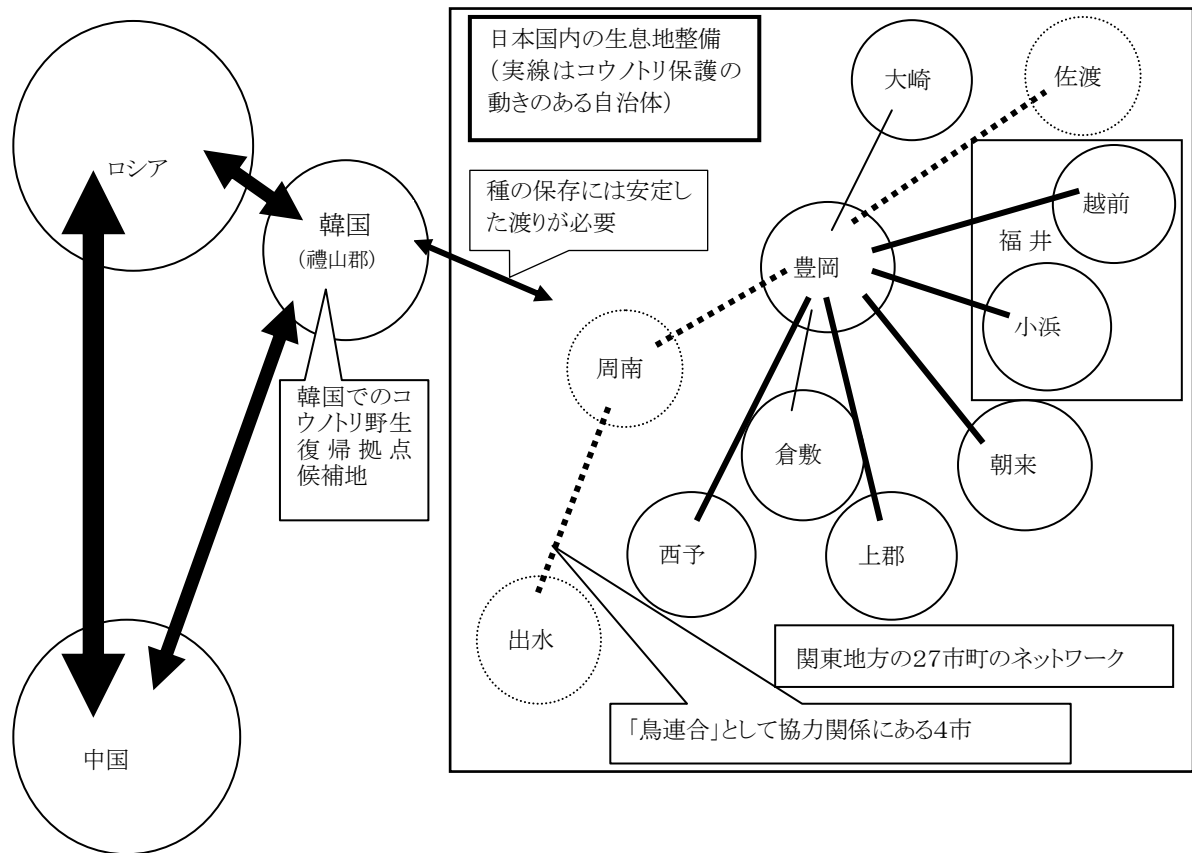 日本国内の生息地整備
（実線はコウノトリ保護の
動きのある自治体）
大崎
佐渡
ロシア
種の保存には安定し
た渡りが必要
越前
韓国
（禮山郡）
福井
豊岡
小浜
周南
韓国でのコ
ウノトリ野生
復帰拠点
候補地
倉敷
朝来
西予
上郡
出水
関東地方の27市町のネットワーク
「鳥連合」として協力関係にある4市
中国